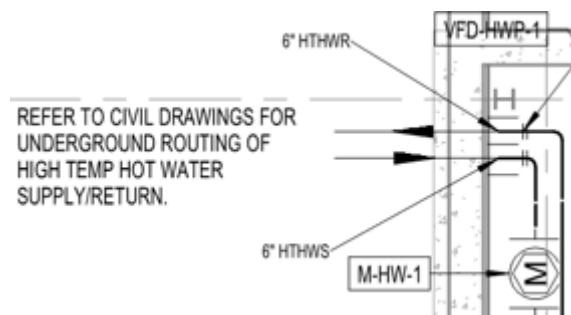 VFD-HWP-1
6" HTHWR
REFER TO CIVIL DRAWINGS FOR
UNDERGROUND ROUTING OF
HIGH TEMP HOT WATER
SUPPLY/RETURN.
6" HTHWS
M-HW-1
M